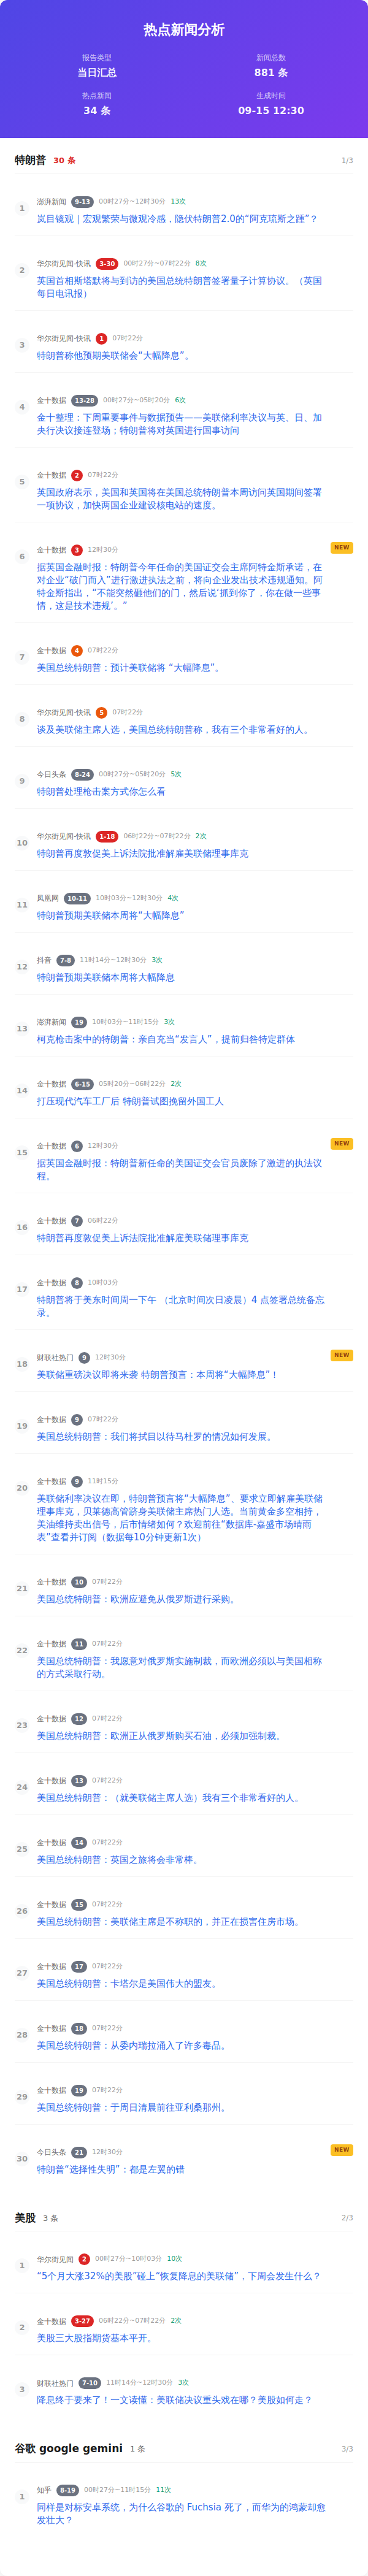 热点新闻分析
报告类型
当日汇总
新闻总数
881 条
热点新闻
34 条
生成时间
09-15 12:30
特朗普 30 条 1/3
1
澎湃新闻 9-13 00时27分~12时30分 13次
岚目镜观｜宏观繁荣与微观冷感，隐伏特朗普2.0的“阿克琉斯之踵”？
2
华尔街见闻-快讯 3-30 00时27分~07时22分 8次
英国首相斯塔默将与到访的美国总统特朗普签署量子计算协议。（英国
每日电讯报）
3
华尔街见闻-快讯 1 07时22分
特朗普称他预期美联储会“大幅降息”。
4
金十数据 13-28 00时27分~05时20分 6次
金十整理：下周重要事件与数据预告——美联储利率决议与英、日、加
央行决议接连登场；特朗普将对英国进行国事访问
5
金十数据 2 07时22分
英国政府表示，美国和英国将在美国总统特朗普本周访问英国期间签署
一项协议，加快两国企业建设核电站的速度。
6
金十数据 3 12时30分 NEW
据英国金融时报：特朗普今年任命的美国证交会主席阿特金斯承诺，在
对企业“破门而入”进行激进执法之前，将向企业发出技术违规通知。阿
特金斯指出，“不能突然砸他们的门，然后说‘抓到你了，你在做一些事
情，这是技术违规’。”
7
金十数据 4 07时22分
美国总统特朗普：预计美联储将 “大幅降息”。
8
华尔街见闻-快讯 5 07时22分
谈及美联储主席人选，美国总统特朗普称，我有三个非常看好的人。
9
今日头条 8-24 00时27分~05时20分 5次
特朗普处理枪击案方式你怎么看
10
华尔街见闻-快讯 1-18 06时22分~07时22分 2次
特朗普再度敦促美上诉法院批准解雇美联储理事库克
11
凤凰网 10-11 10时03分~12时30分 4次
特朗普预期美联储本周将“大幅降息”
12
抖音 7-8 11时14分~12时30分 3次
特朗普预期美联储本周将大幅降息
13
澎湃新闻 19 10时03分~11时15分 3次
柯克枪击案中的特朗普：亲自充当“发言人”，提前归咎特定群体
14
金十数据 6-15 05时20分~06时22分 2次
打压现代汽车工厂后 特朗普试图挽留外国工人
15
金十数据 6 12时30分 NEW
据英国金融时报：特朗普新任命的美国证交会官员废除了激进的执法议
程。
16
金十数据 7 06时22分
特朗普再度敦促美上诉法院批准解雇美联储理事库克
17
金十数据 8 10时03分
特朗普将于美东时间周一下午 （北京时间次日凌晨）4 点签署总统备忘
录。
18
财联社热门 9 12时30分 NEW
美联储重磅决议即将来袭 特朗普预言：本周将“大幅降息”！
19
金十数据 9 07时22分
美国总统特朗普：我们将拭目以待马杜罗的情况如何发展。
20
金十数据 9 11时15分
美联储利率决议在即，特朗普预言将“大幅降息”、要求立即解雇美联储
理事库克，贝莱德高管跻身美联储主席热门人选。当前黄金多空相持，
美油维持卖出信号，后市情绪如何？欢迎前往“数据库-嘉盛市场晴雨
表”查看并订阅（数据每10分钟更新1次）
21
金十数据 10 07时22分
美国总统特朗普：欧洲应避免从俄罗斯进行采购。
22
金十数据 11 07时22分
美国总统特朗普：我愿意对俄罗斯实施制裁，而欧洲必须以与美国相称
的方式采取行动。
23
金十数据 12 07时22分
美国总统特朗普：欧洲正从俄罗斯购买石油，必须加强制裁。
24
金十数据 13 07时22分
美国总统特朗普：（就美联储主席人选）我有三个非常看好的人。
25
金十数据 14 07时22分
美国总统特朗普：英国之旅将会非常棒。
26
金十数据 15 07时22分
美国总统特朗普：美联储主席是不称职的，并正在损害住房市场。
27
金十数据 17 07时22分
美国总统特朗普：卡塔尔是美国伟大的盟友。
28
金十数据 18 07时22分
美国总统特朗普：从委内瑞拉涌入了许多毒品。
29
金十数据 19 07时22分
美国总统特朗普：于周日清晨前往亚利桑那州。
30
今日头条 21 12时30分 NEW
特朗普“选择性失明”：都是左翼的错
美股 3 条 2/3
1
华尔街见闻 2 00时27分~10时03分 10次
“5个月大涨32%的美股”碰上“恢复降息的美联储”，下周会发生什么？
2
金十数据 3-27 06时22分~07时22分 2次
美股三大股指期货基本平开。
3
财联社热门 7-10 11时14分~12时30分 3次
降息终于要来了！一文读懂：美联储决议重头戏在哪？美股如何走？
谷歌 google gemini 1 条 3/3
1
知乎 8-19 00时27分~11时15分 11次
同样是对标安卓系统，为什么谷歌的 Fuchsia 死了，而华为的鸿蒙却愈
发壮大？